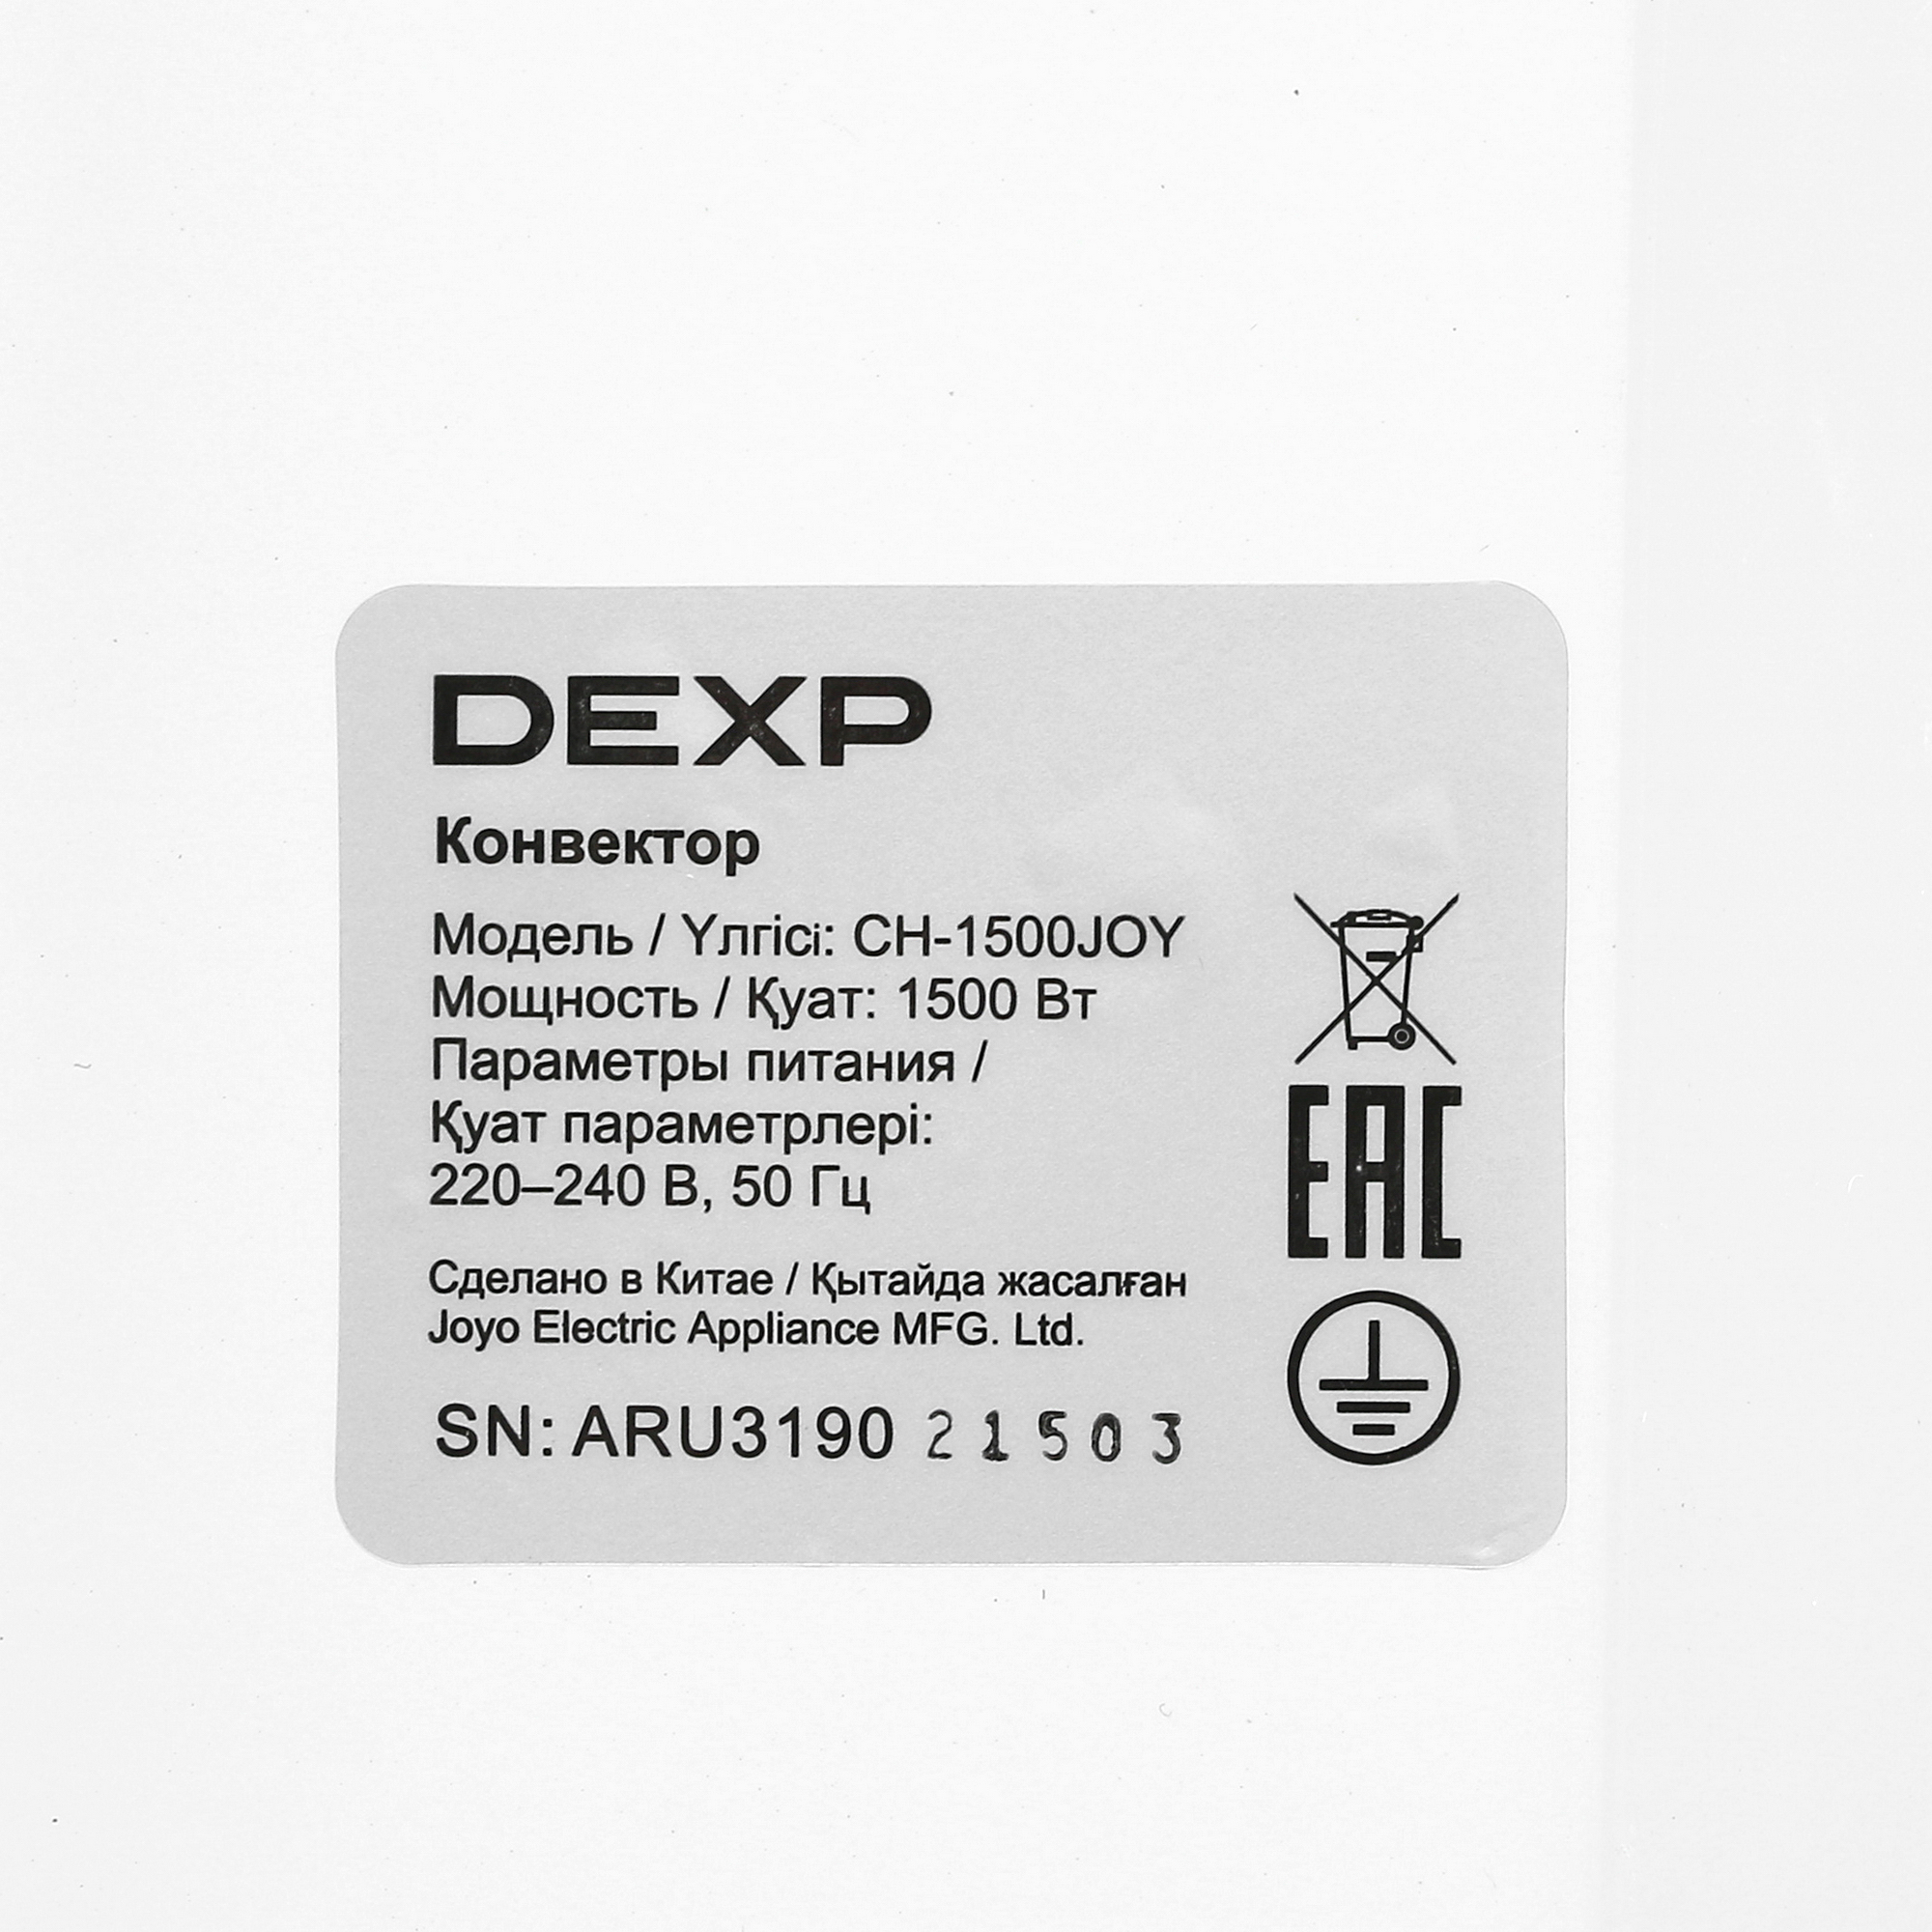 DEXP
Конвектор
Модель / Үлгісі: CH-1500JOY
Мощность / Қуат: 1500 Вт
Параметры питания /
Қуат параметрлері:
220–240 В, 50 Гц
Сделано в Китае / Қытайда жасалған
Joyo Electric Appliance MFG. Ltd.
SN: ARU3190 21503
EAC